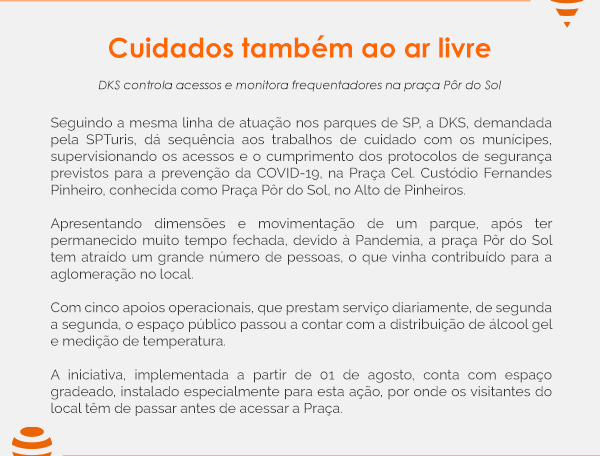 Cuidados também ao ar livre
DKS controla acessos e monitora frequentadores na praça Pôr do Sol
Seguindo a mesma linha de atuação nos parques de SP, a DKS, demandada
pela SPTuris, dá sequência aos trabalhos de cuidado com os munícipes,
supervisionando os acessos e o cumprimento dos protocolos de segurança
previstos para a prevenção da COVID-19, na Praça Cel. Custódio Fernandes
Pinheiro, conhecida como Praça Pôr do Sol, no Alto de Pinheiros.
Apresentando dimensões e movimentação de um parque, após ter
permanecido muito tempo fechada, devido à Pandemia, a praça Pôr do Sol
tem atraído um grande número de pessoas, o que vinha contribuído para a
aglomeração no local.
Com cinco apoios operacionais, que prestam serviço diariamente, de segunda
a segunda, o espaço público passou a contar com a distribuição de álcool gel
e medição de temperatura.
A iniciativa, implementada a partir de 01 de agosto, conta com espaço
gradeado, instalado especialmente para esta ação, por onde os visitantes do
local têm de passar antes de acessar a Praça.